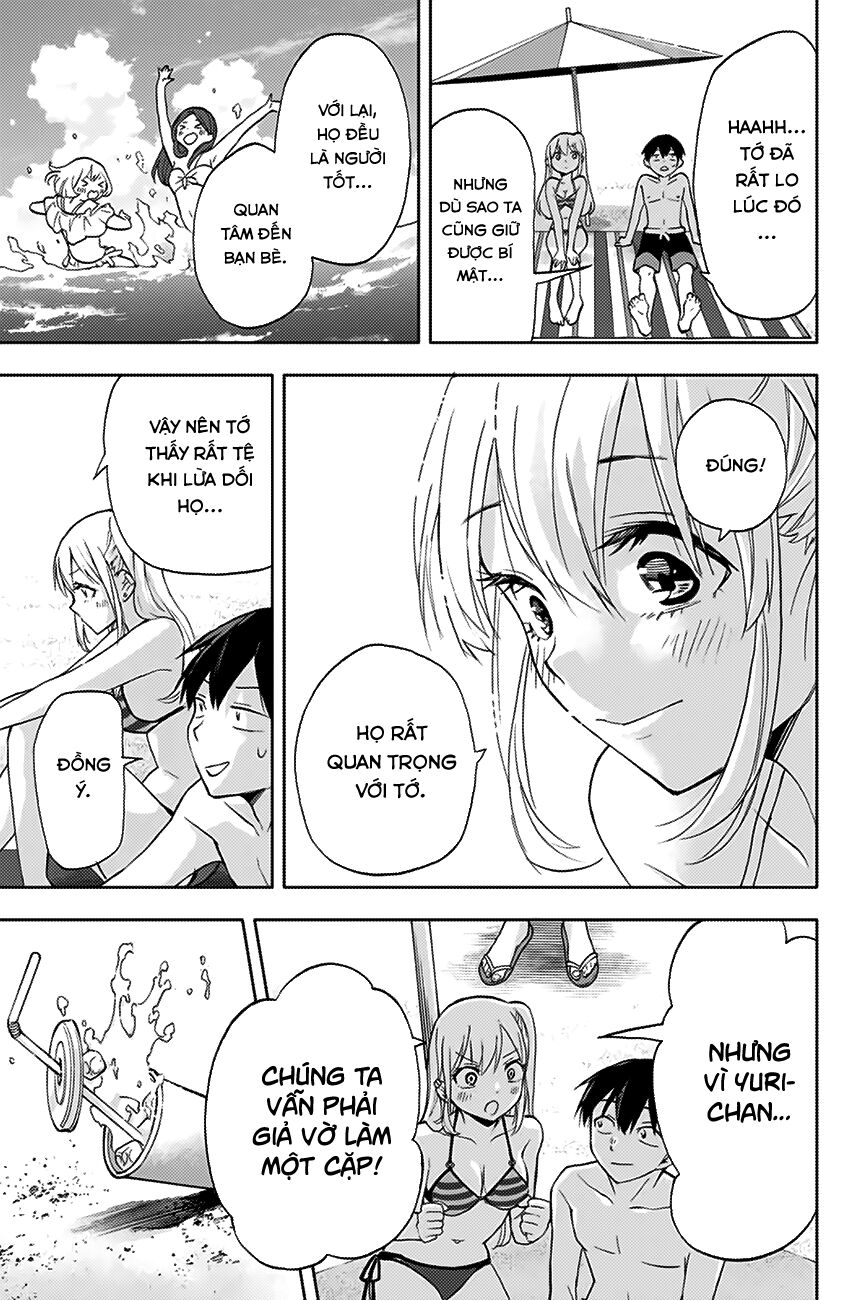 HAAHH...
TỚ ĐÃ
RẤT LO
LÚC ĐÓ
...
NHƯNG
DÙ SAO TA
CŨNG GIỮ
ĐƯỢC BÍ
MẬT...
VỚI LẠI,
HỌ ĐỀU
LÀ NGƯỜI
TỐT...
QUAN
TÂM ĐẾN
BẠN BÈ.
ĐÚNG!
HỌ RẤT
QUAN TRỌNG
VỚI TỚ.
VẬY NÊN TỚ
THẤY RẤT TỆ
KHI LỪA DỐI
HỌ...
ĐỒNG
Ý.
NHƯNG
VÌ YURI-
CHAN...
CHÚNG TA
VẪN PHẢI
GIẢ VỜ LÀM
MỘT CẶP!